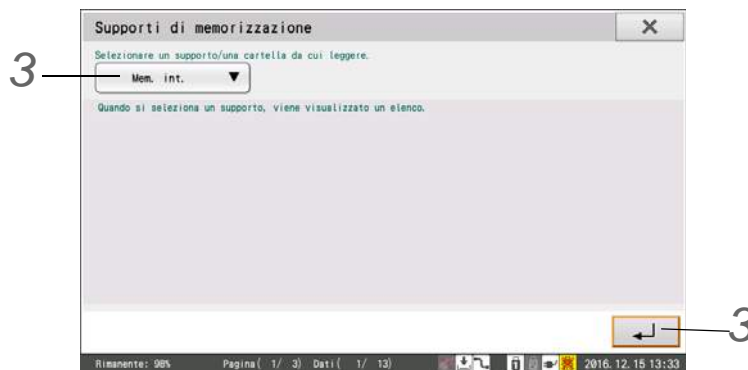 Supporti di memorizzazione
Selezionare un supporto/una cartella da cui leggere.
3
Mem. int. ▼
Quando si seleziona un supporto, viene visualizzato un elenco.
3
Rimanente: 98% Pagina( 1/ 3) Dati( 1/ 13) 2016. 12. 15 13:33